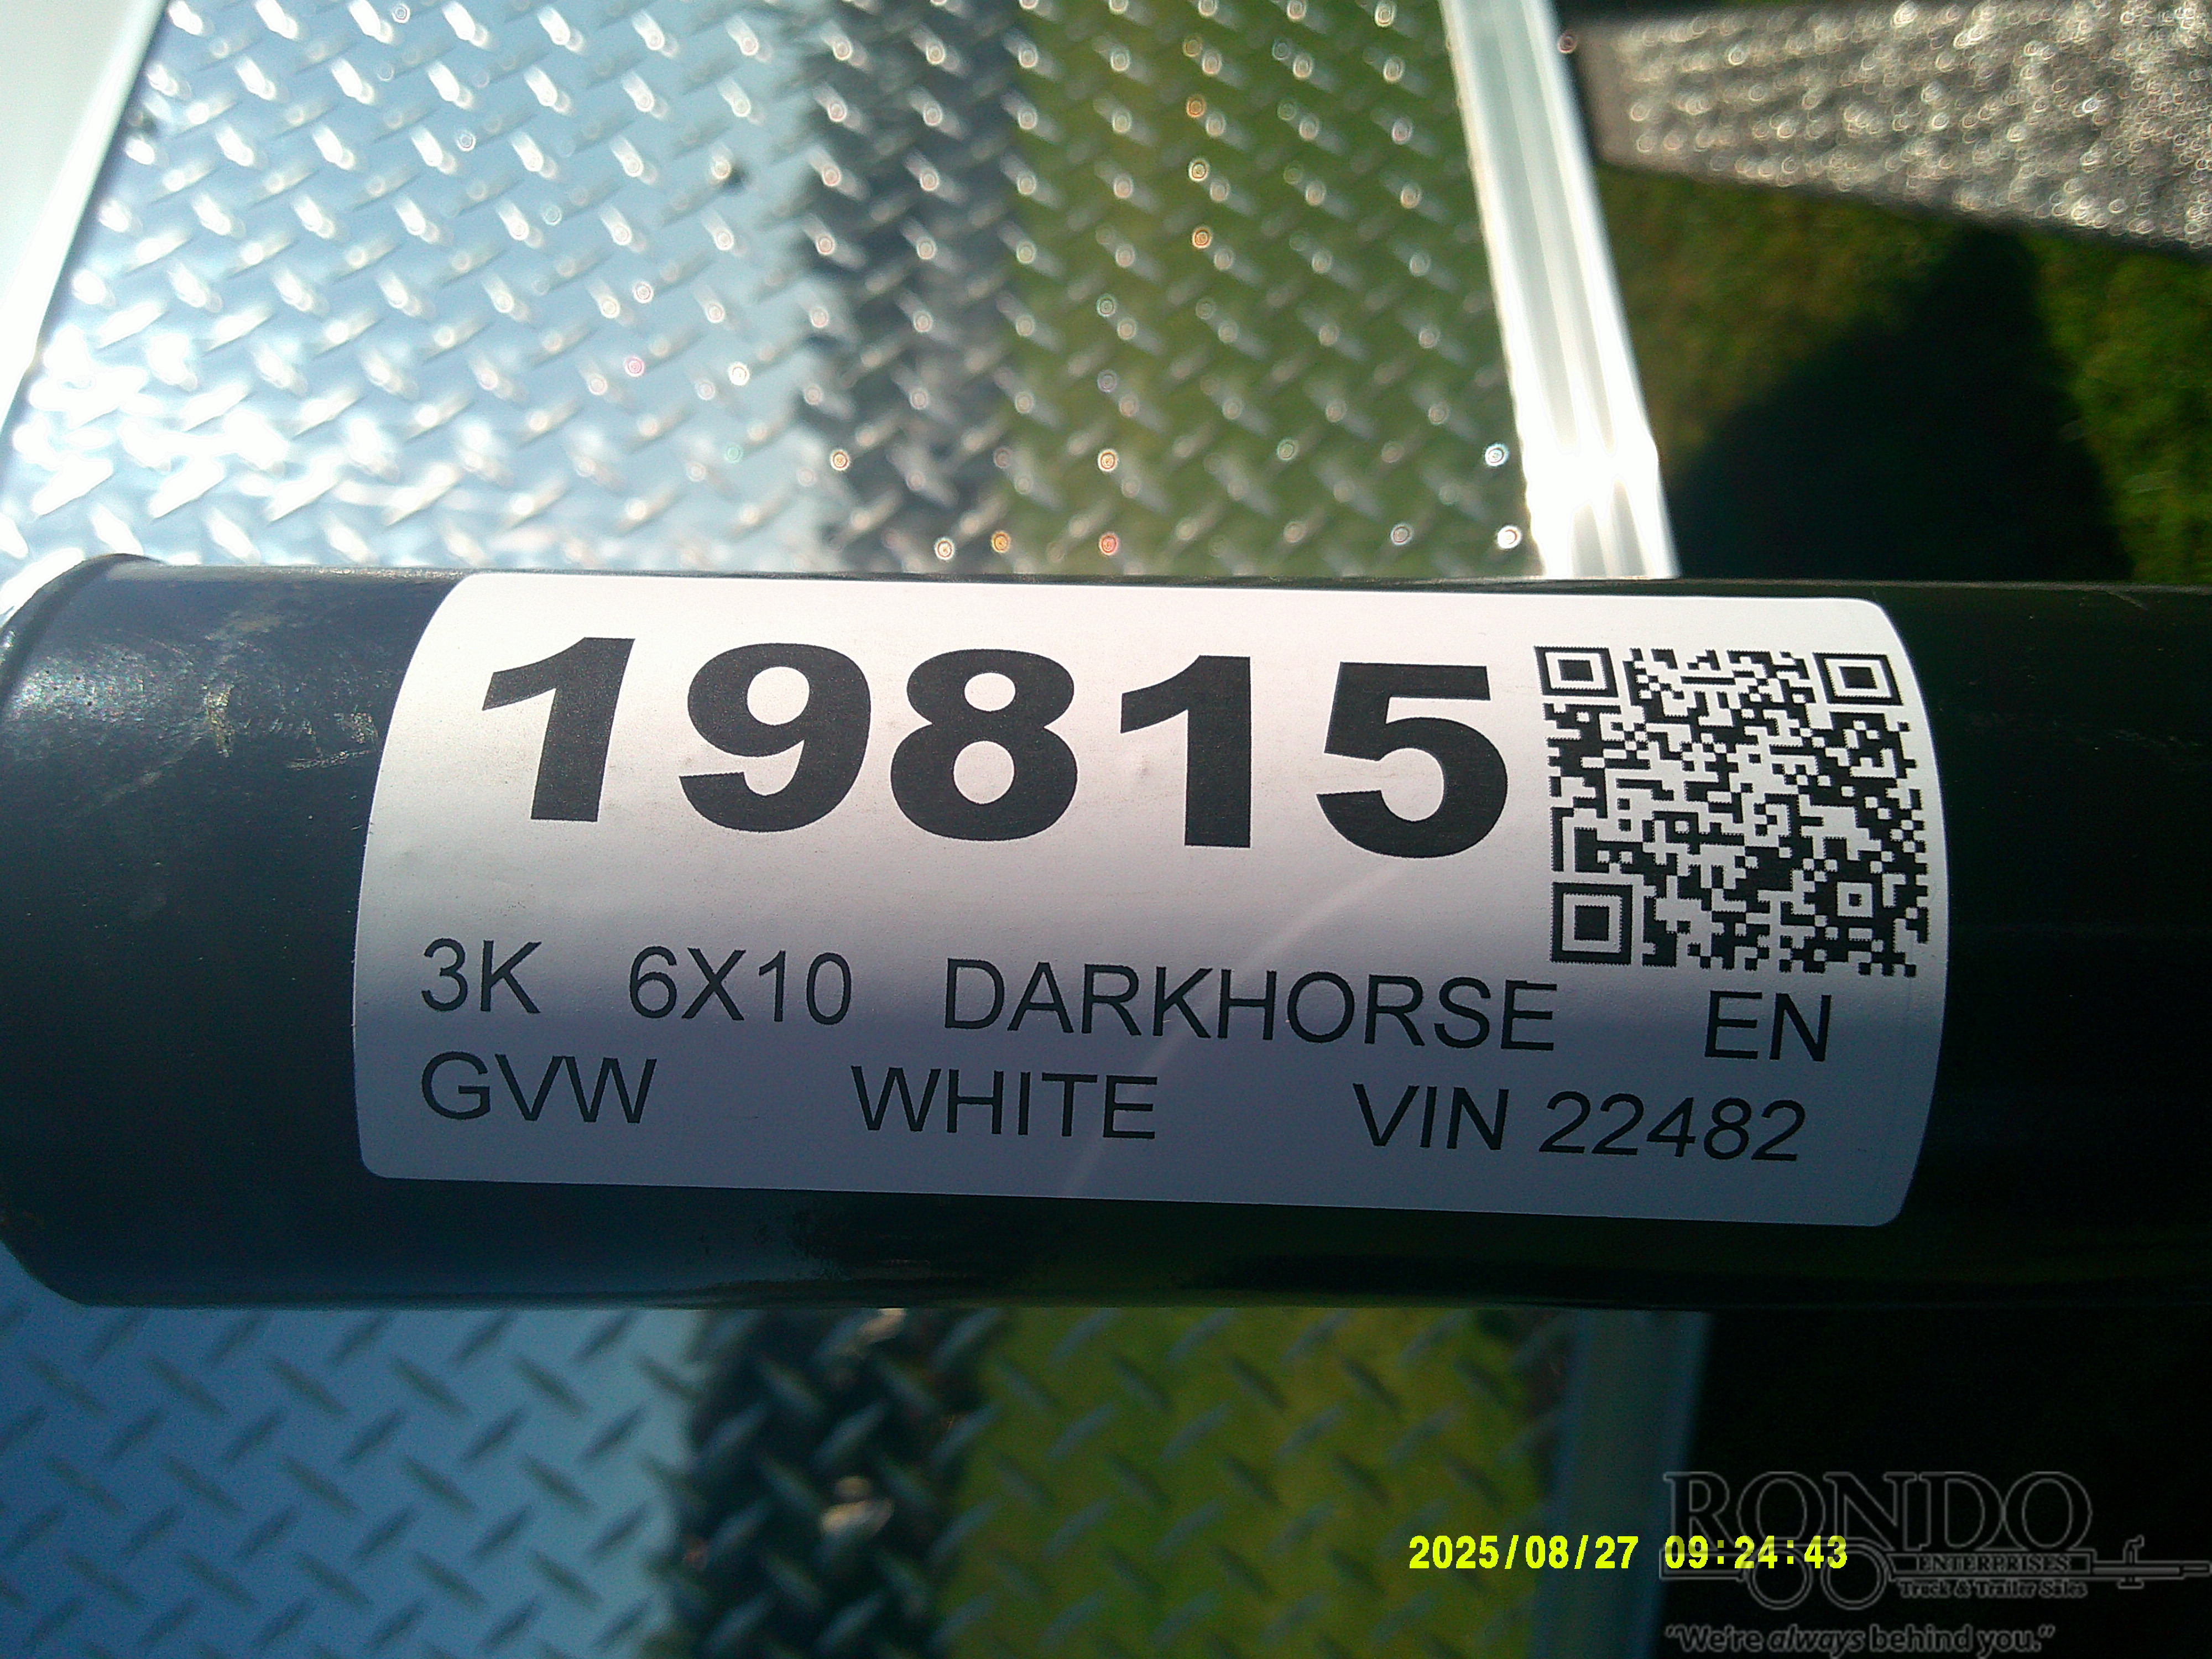 19815
3K 6X10 DARKHORSE EN
GVW WHITE VIN 22482
2025/08/27 09:24:43
RONDO
ENTERPRISES
Truck & Trailer Sales
"We're always behind you."